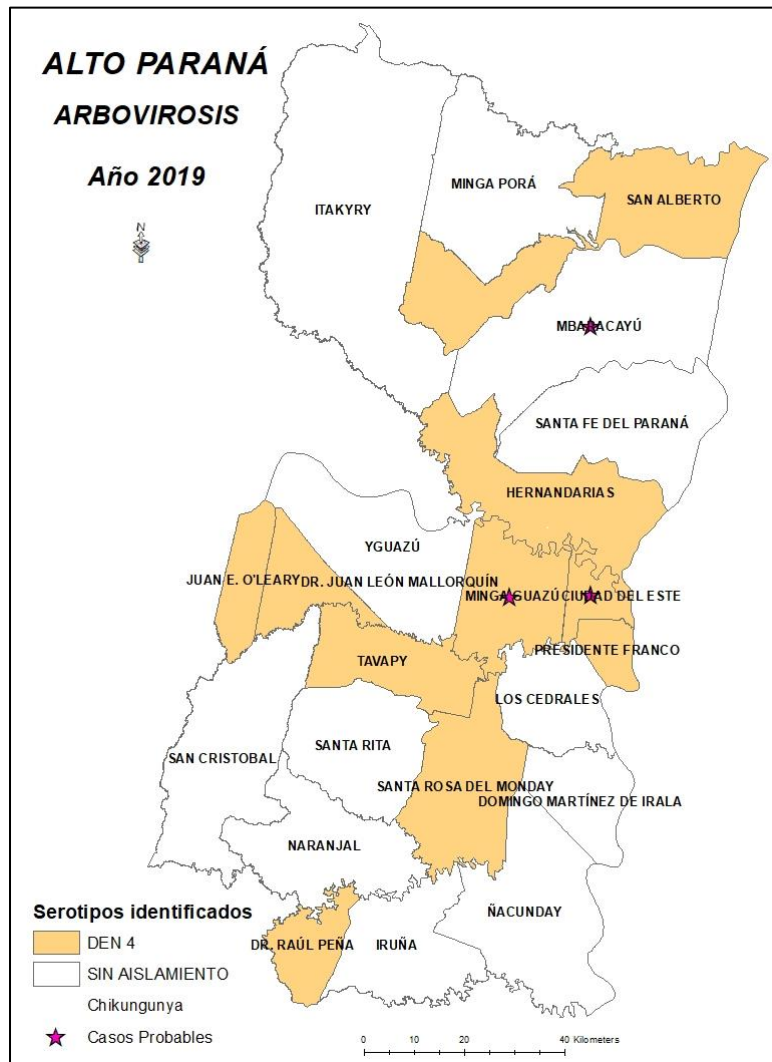 ALTO PARANÁ
ARBOVIROSIS
Año 2019
N
ITAKYRY
MINGA PORÁ
SAN ALBERTO
MBARACAYÚ
SANTA FE DEL PARANÁ
HERNANDARIAS
YGUAZÚ
JUAN E. O'LEARY
DR. JUAN LEÓN MALLORQUÍN
MINGA GUAZÚ
CIUDAD DEL ESTE
PRESIDENTE FRANCO
TAVAPY
LOS CEDRALES
SANTA RITA
SAN CRISTOBAL
SANTA ROSA DEL MONDAY
DOMINGO MARTÍNEZ DE IRALA
NARANJAL
ÑACUNDAY
DR. RAÚL PEÑA
IRUÑA
Serotipos identificados
DEN 4
SIN AISLAMIENTO
Chikungunya
Casos Probables
0 10 20 40 Kilometers